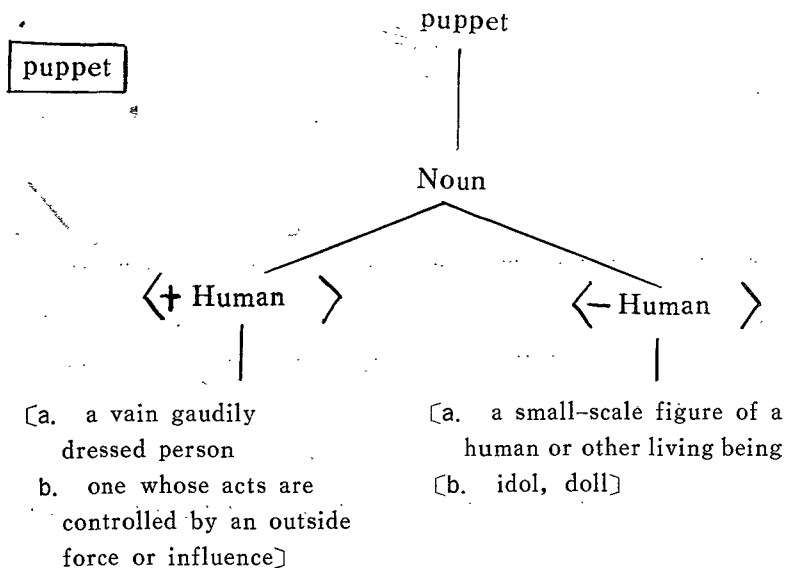 puppet
puppet
Noun
⟨+ Human ⟩
⟨− Human ⟩
[a. a vain gaudily
dressed person
b. one whose acts are
controlled by an outside
force or influence]
[a. a small–scale figure of a
human or other living being
[b. idol, doll]